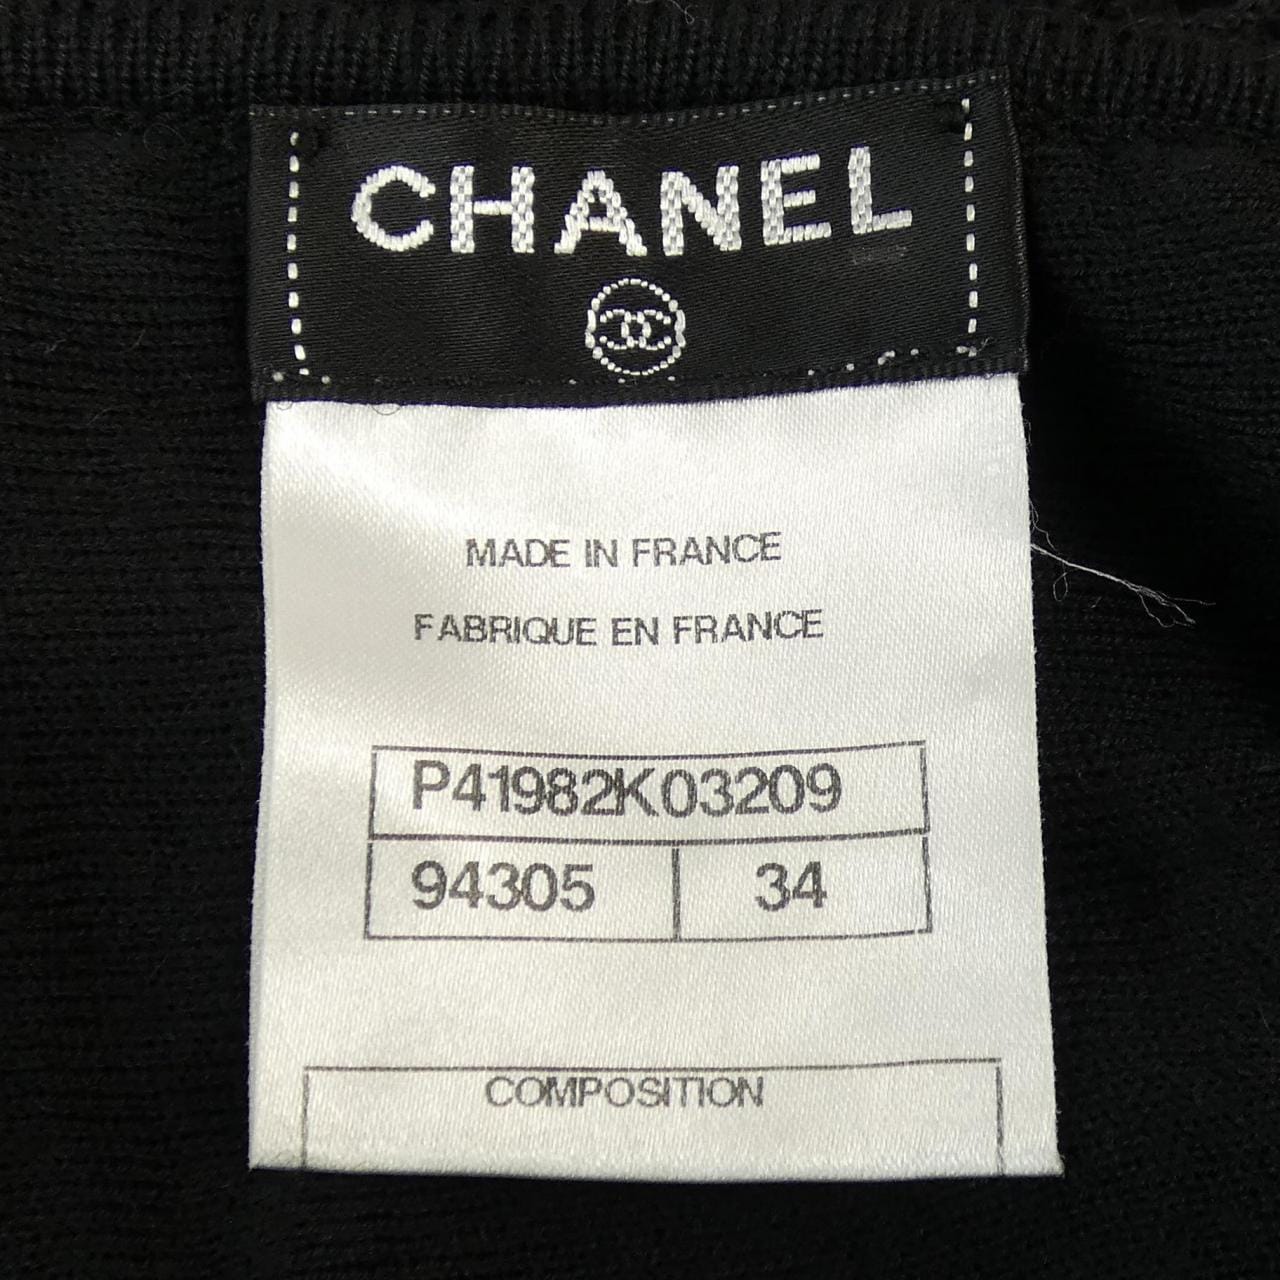 CHANEL
MADE IN FRANCE
FABRIQUE EN FRANCE
P41982K03209
94305 34
COMPOSITION